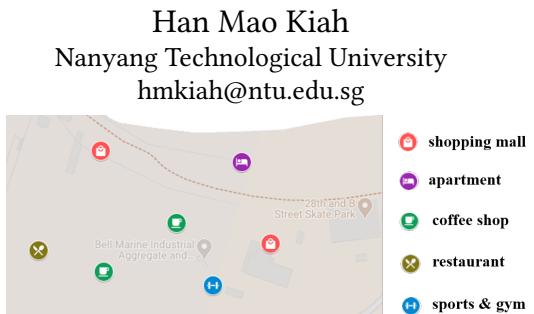 Han Mao Kiah
Nanyang Technological University
hmkiah@ntu.edu.sg
shopping mall
apartment
28th and B
Street Skate Park
coffee shop
Bell Marine Industrial
Aggregate and...
restaurant
sports & gym